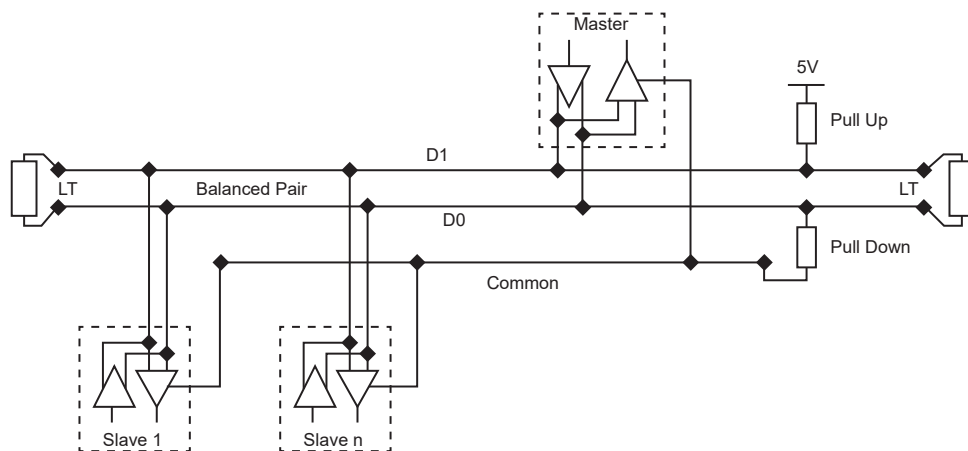 Master
5V
Pull Up
D1
LT
Balanced Pair
LT
D0
Pull Down
Common
Slave 1
Slave n